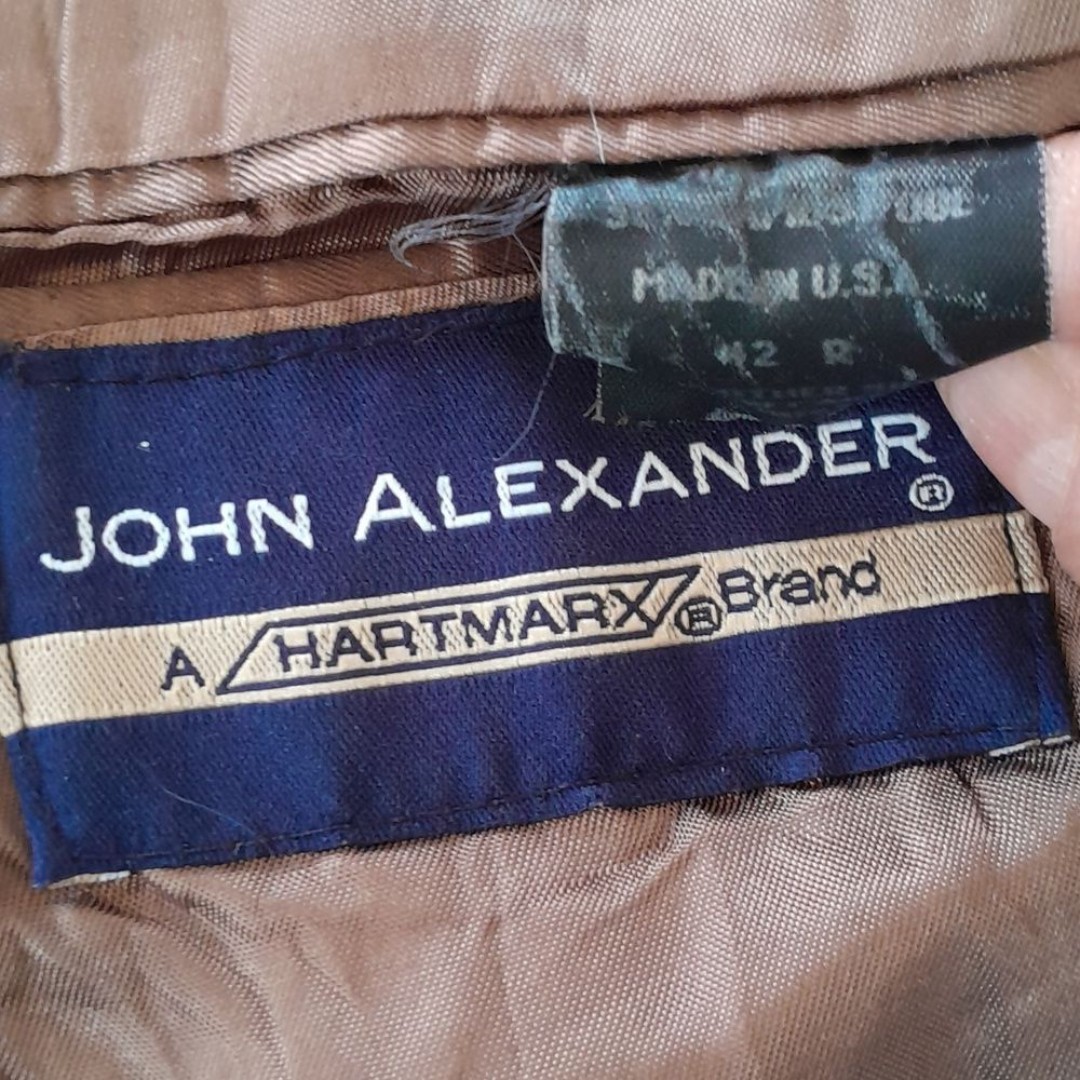 MADE IN U.S.A
42 R
JOHN ALEXANDER ®
A HARTMARX ® Brand